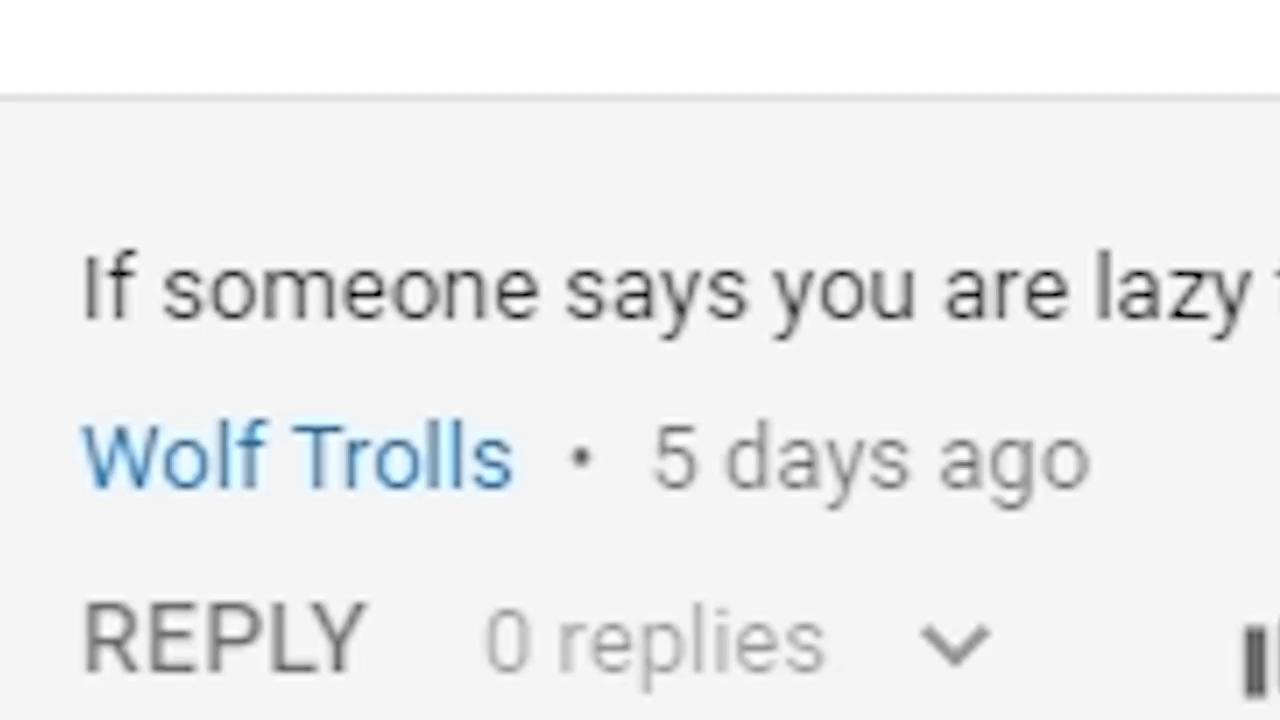 If someone says you are lazy
Wolf Trolls • 5 days ago
REPLY 0 replies